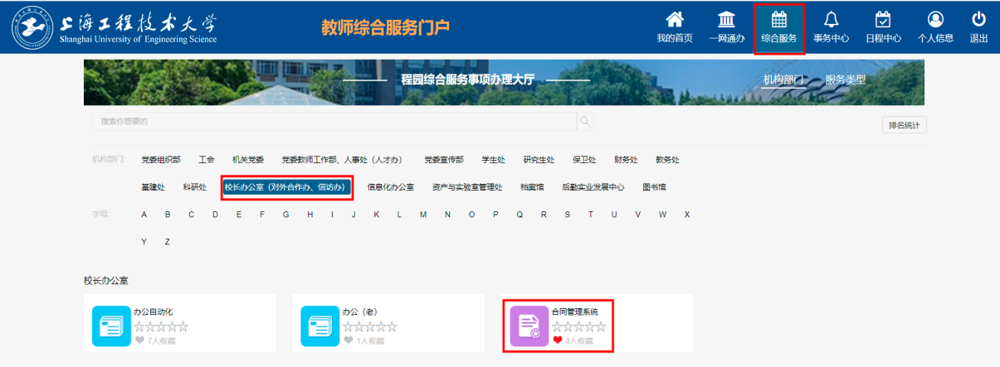 上海工程技术大学
Shanghai University of Engineering Science
教师综合服务门户
我的首页 一网通办 综合服务 事务中心 日程中心 个人信息 退出
程园综合服务事项办理大厅
机构部门 服务类型
搜索你想要的
排名统计
机构部门: 党委组织部 工会 机关党委 党委教师工作部、人事处（人才办） 党委宣传部 学生处 研究生处 保卫处 财务处 教务处
基建处 科研处 校长办公室（对外合作办、信访办） 信息化办公室 资产与实验室管理处 档案馆 后勤实业发展中心 图书馆
字母: A B C D E F G H I J K L M N O P Q R S T U V W X
Y Z
校长办公室
办公自动化
7人收藏
办公（老）
1人收藏
合同管理系统
4人收藏